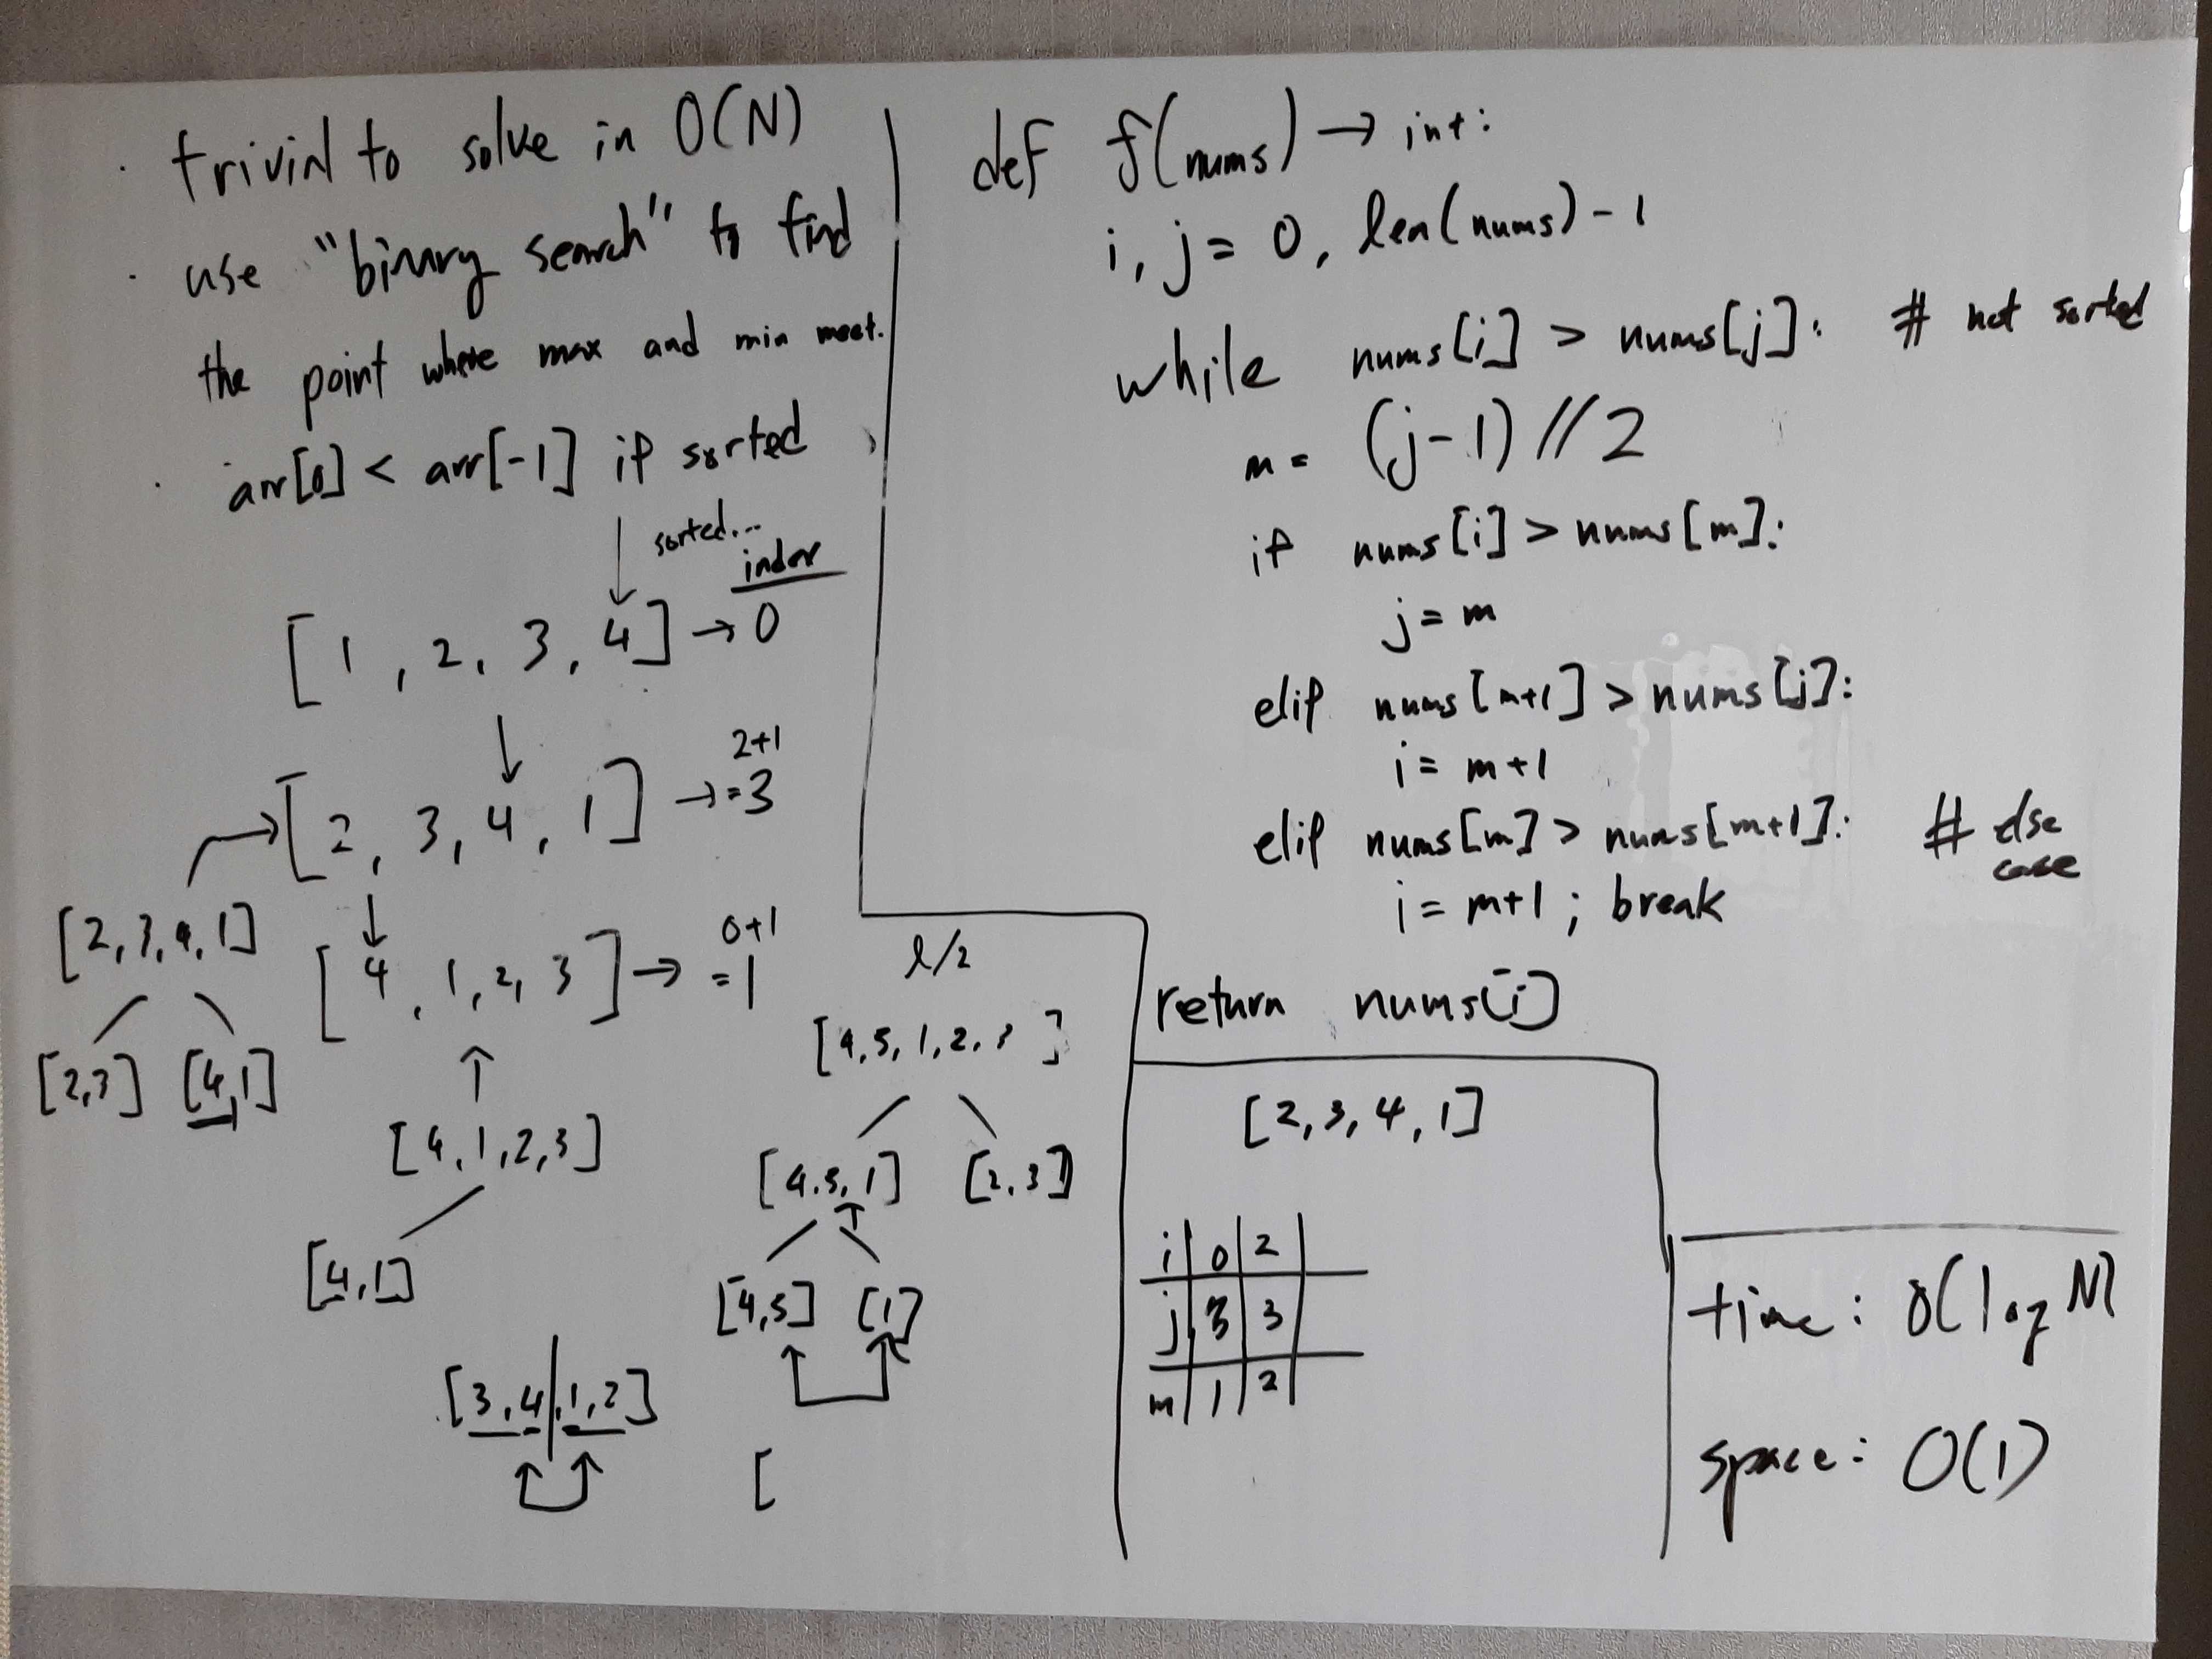 · trivial to solve in O(N)
· use "binary search" to find
the point where max and min meet.
· arr[0] < arr[-1] if sorted
sorted...
index
[1, 2, 3, 4] → 0
2+1
[2, 3, 4, 1] → =3
[2,3,4,1]
[2,3] [4,1]
0+1
[4, 1, 2, 3] → =1
[4,1,2,3]
[4,1]
[3,4,1,2]
l/2
[4,5,1,2,3]
[4,5,1] [2,3]
[4,5] [1]
[
def f(nums) → int:
i, j = 0, len(nums) - 1
while nums[i] > nums[j]: # not sorted
m = (j-1)//2
if nums[i] > nums[m]:
j = m
elif nums[m+1] > nums[j]:
i = m+1
elif nums[m] > nums[m+1]: # else
case
i = m+1; break
return nums[i]
[2,3,4,1]
i 0 2
j 3 3
m 1 2
time: O(log N)
space: O(1)